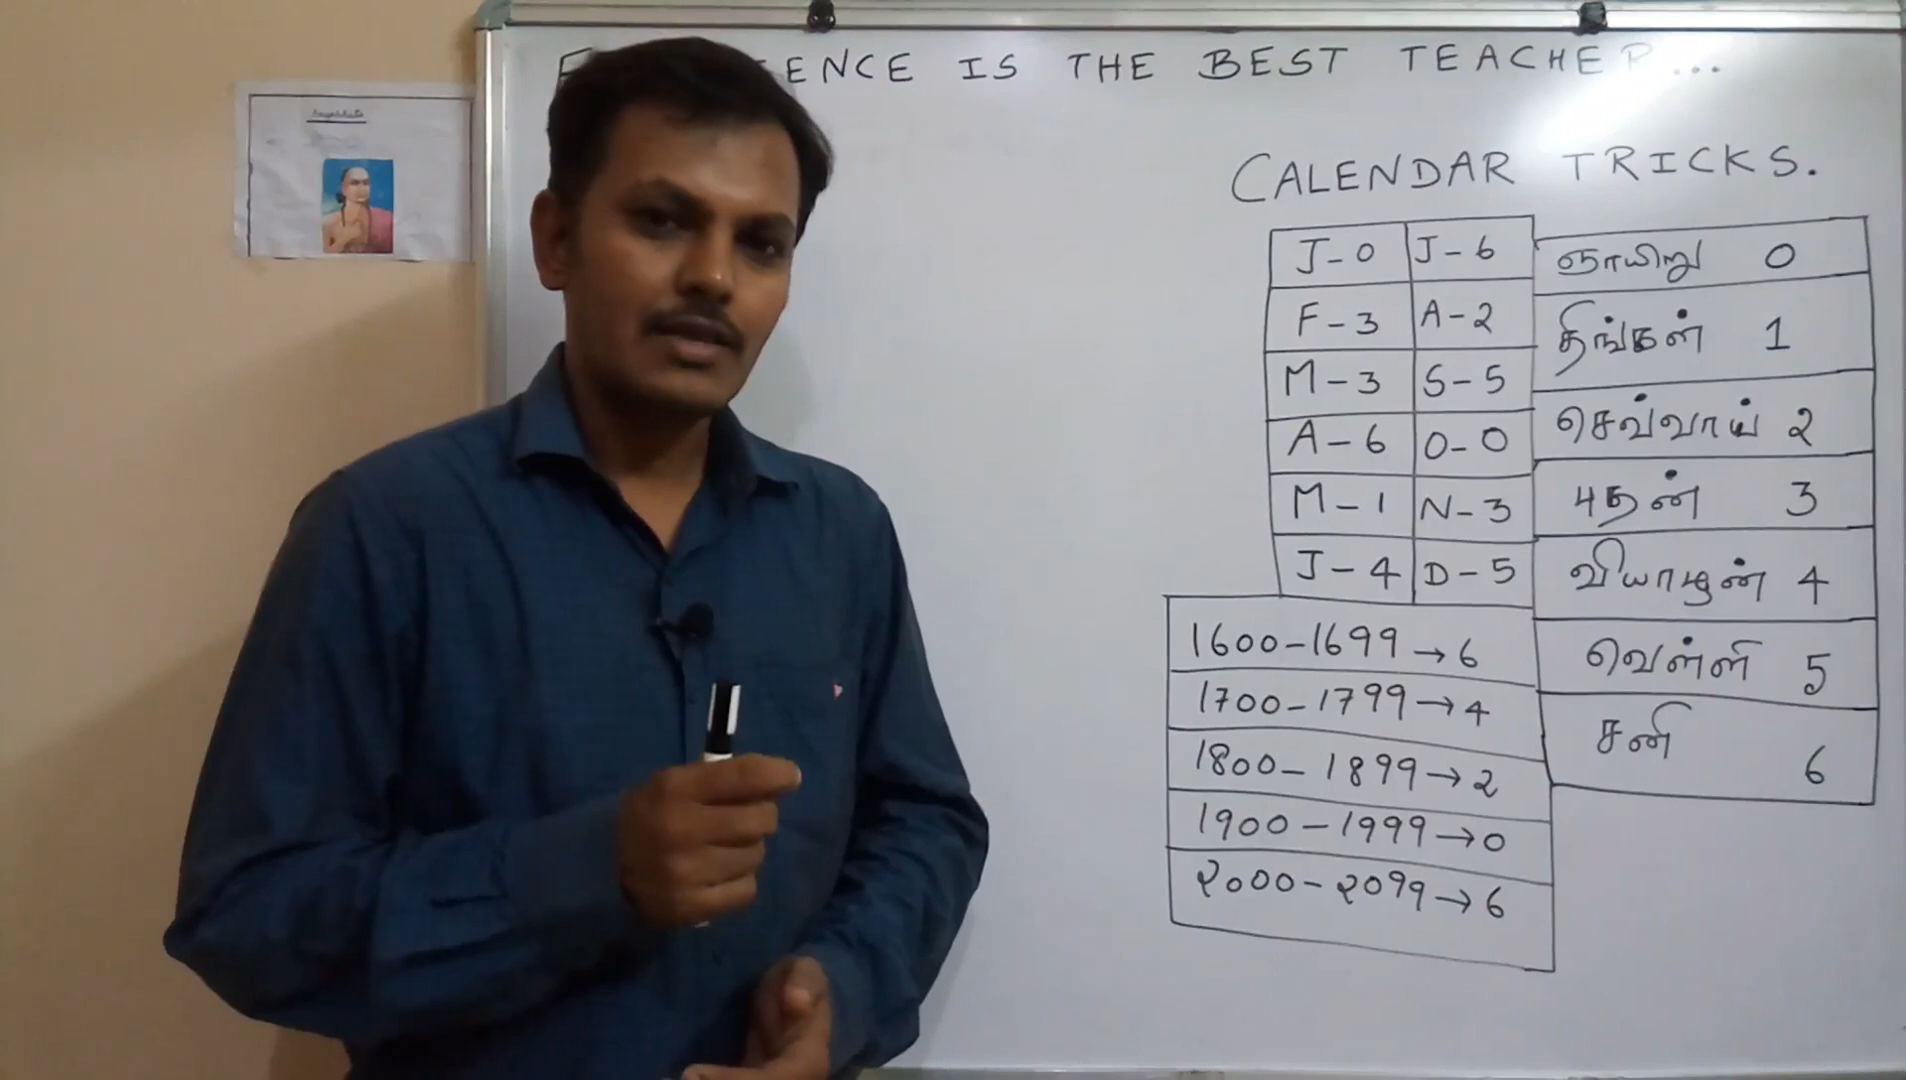 ENCE IS THE BEST TEACHER...
CALENDAR TRICKS.
J-0 J-6
F-3 A-2
M-3 S-5
A-6 O-0
M-1 N-3
J-4 D-5
ஞாயிறு 0
திங்கள் 1
செவ்வாய் 2
புதன் 3
வியாழன் 4
வெள்ளி 5
சனி 6
1600-1699→6
1700-1799→4
1800-1899→2
1900-1999→0
2000-2099→6